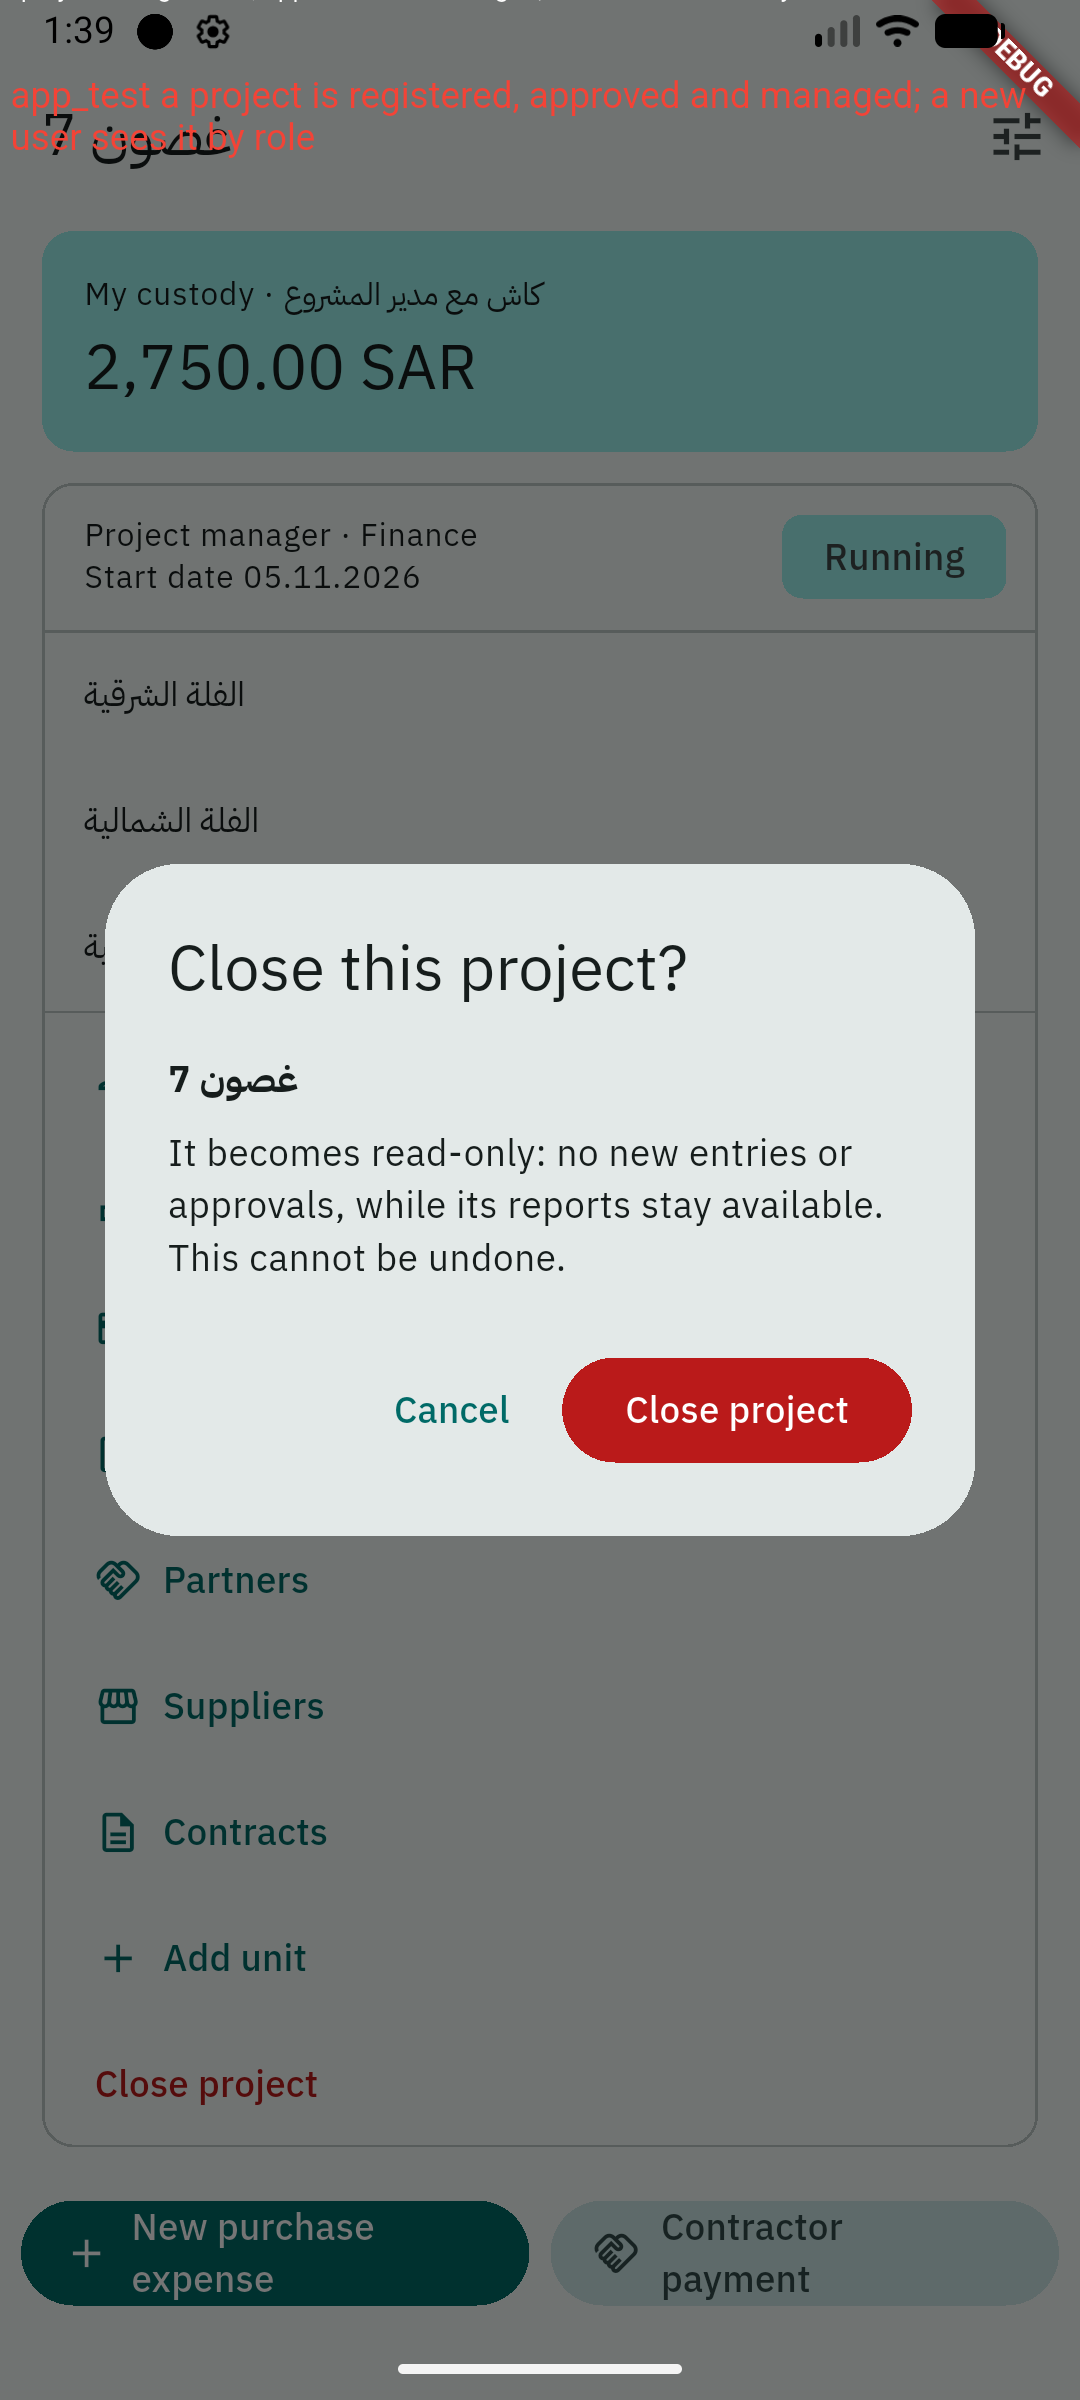 1:39
DEBUG
app_test a project is registered, approved and managed; a new
user sees it by role
غصون 7
My custody · كاش مع مدير المشروع
2,750.00 SAR
Project manager · Finance
Start date 05.11.2026
Running
الفلة الشرقية
الفلة الشمالية
Close this project?
غصون 7
It becomes read-only: no new entries or
approvals, while its reports stay available.
This cannot be undone.
Cancel
Close project
Partners
Suppliers
Contracts
Add unit
Close project
New purchase
expense
Contractor
payment